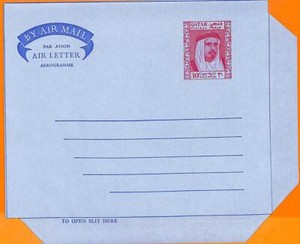 BY AIR MAIL
PAR AVION
AIR LETTER
AEROGRAMME
QATAR
TO OPEN SLIT HERE